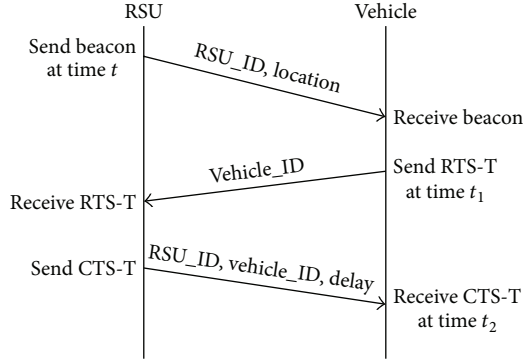 RSU
Vehicle
Send beacon
at time t
RSU_ID, location
Receive beacon
Vehicle_ID
Send RTS-T
at time t₁
Receive RTS-T
RSU_ID, vehicle_ID, delay
Send CTS-T
Receive CTS-T
at time t₂